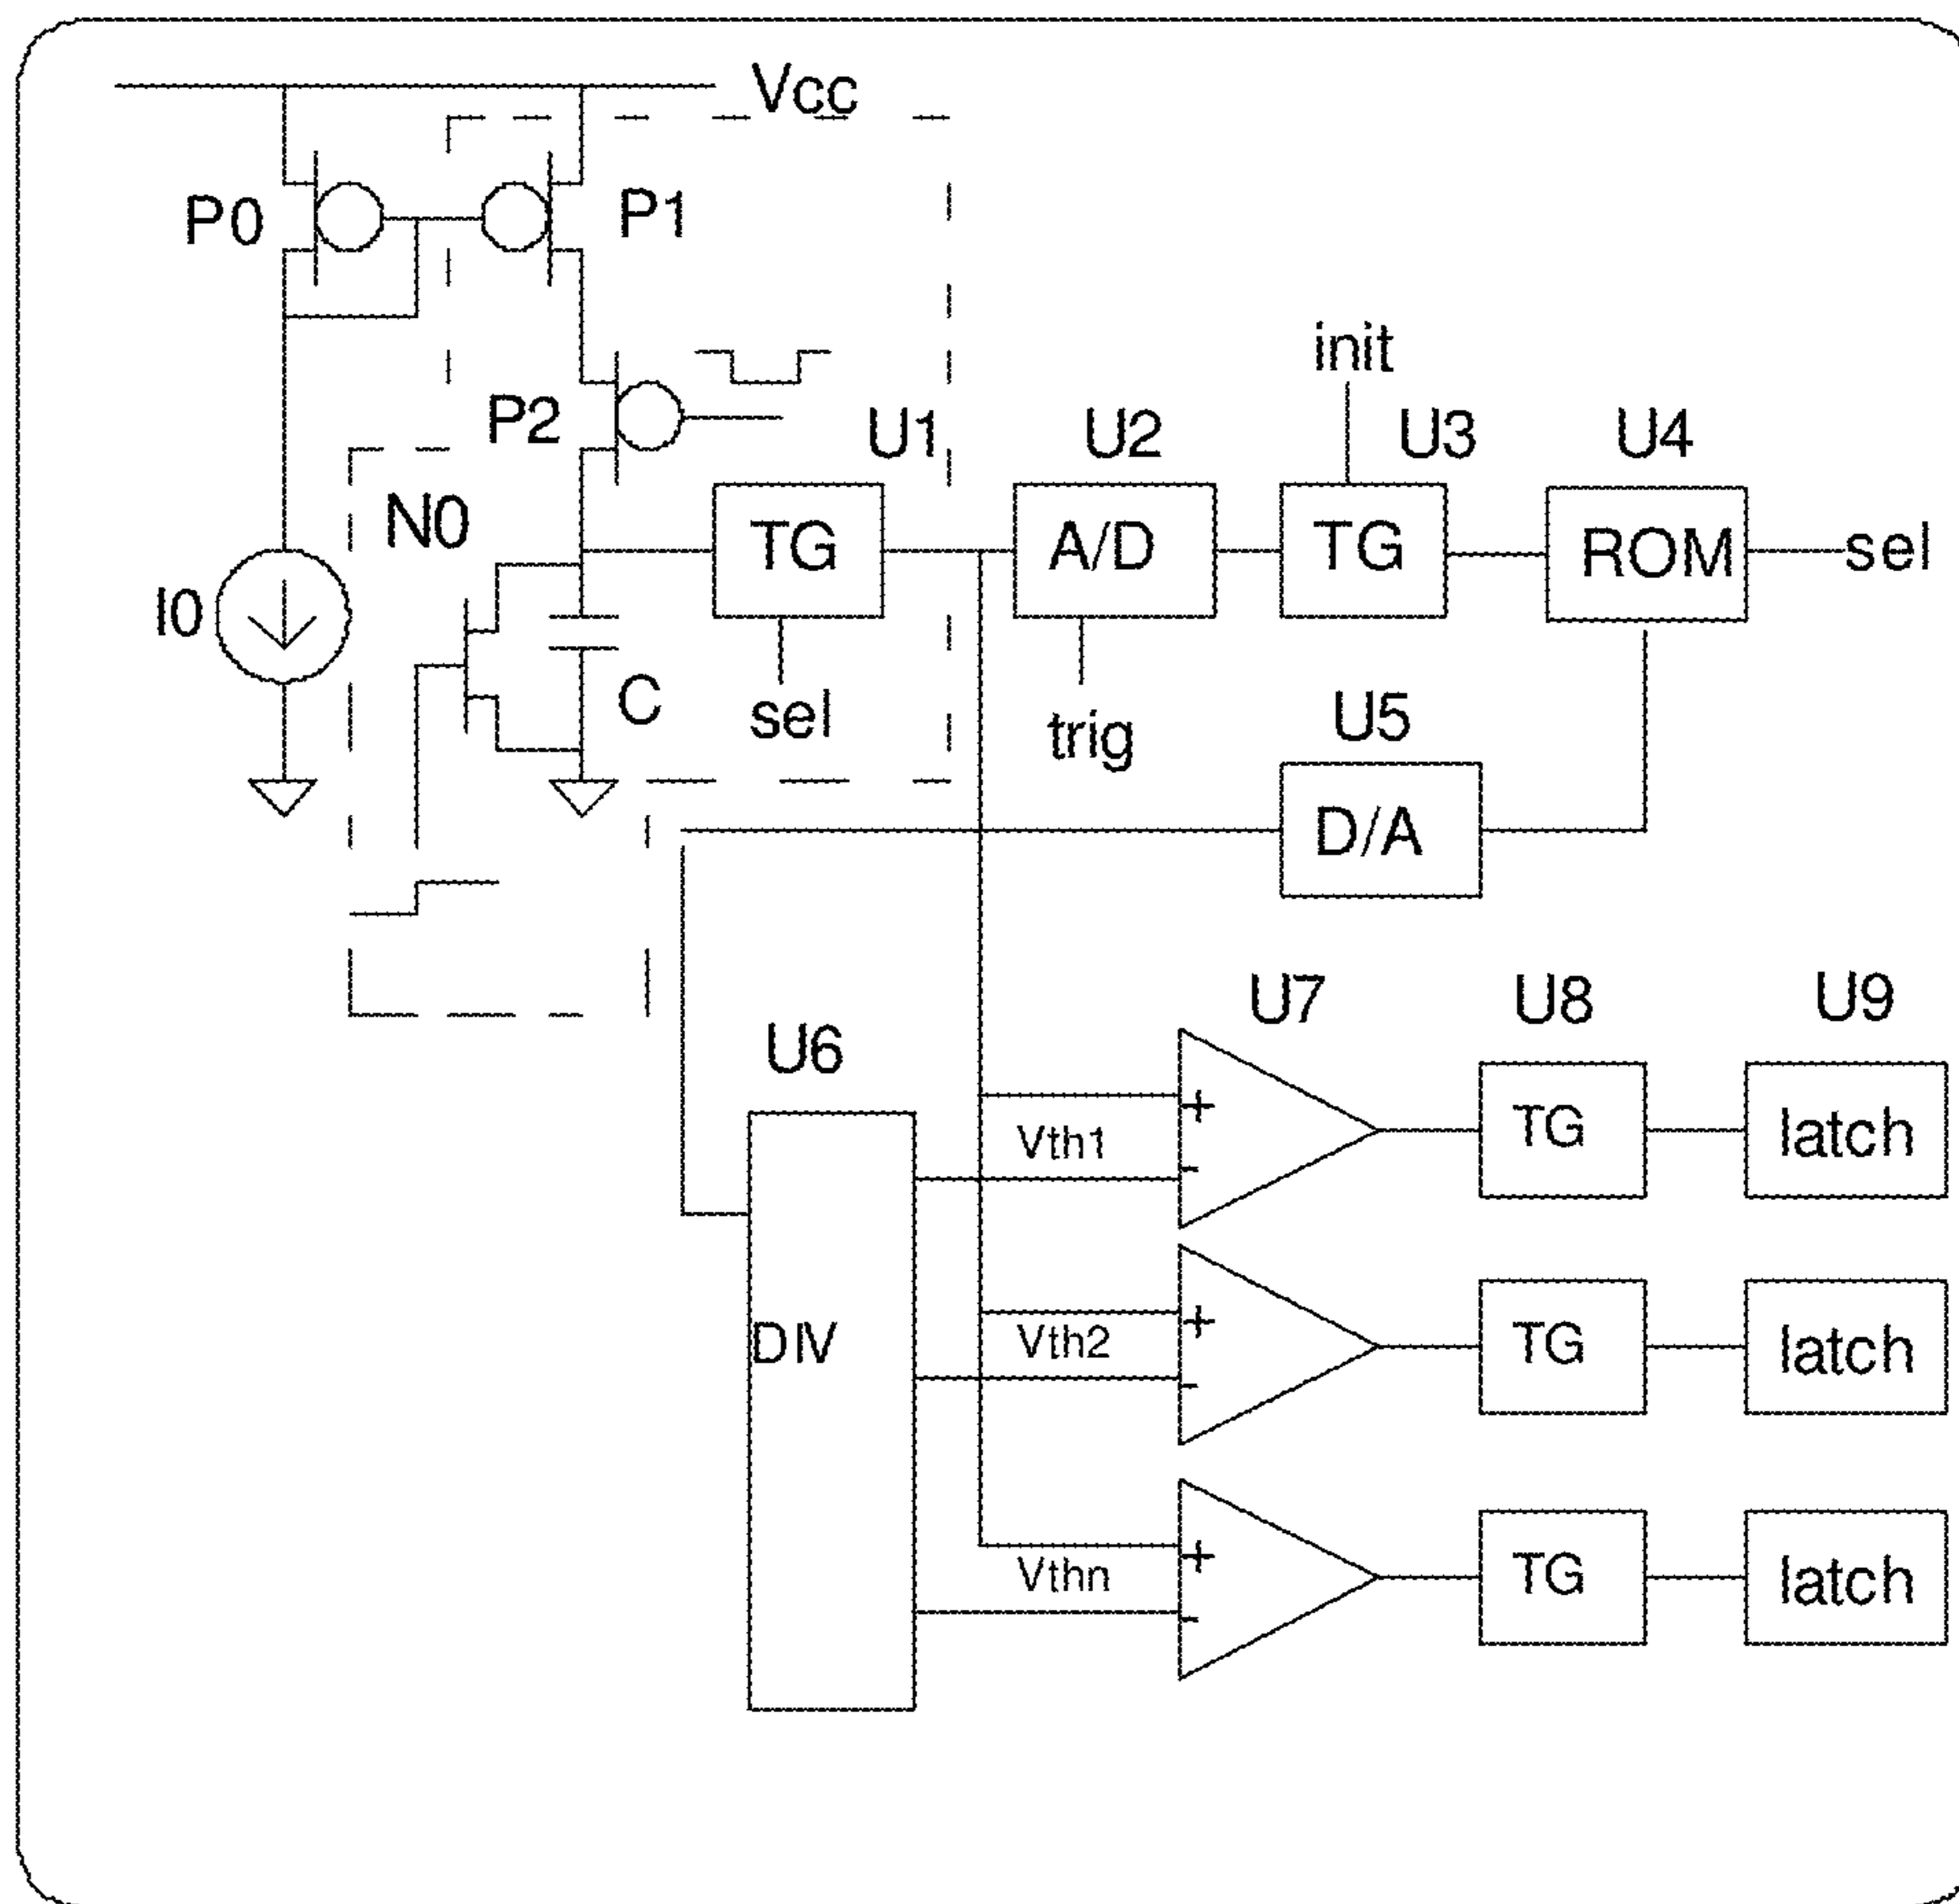 Vcc
P0
P1
init
P2
U1
U2
U3
U4
N0
TG
A/D
TG
ROM
sel
I0
C
sel
trig
U5
D/A
U6
U7
U8
U9
Vth1
+
-
TG
latch
DIV
Vth2
+
-
TG
latch
Vthn
+
-
TG
latch